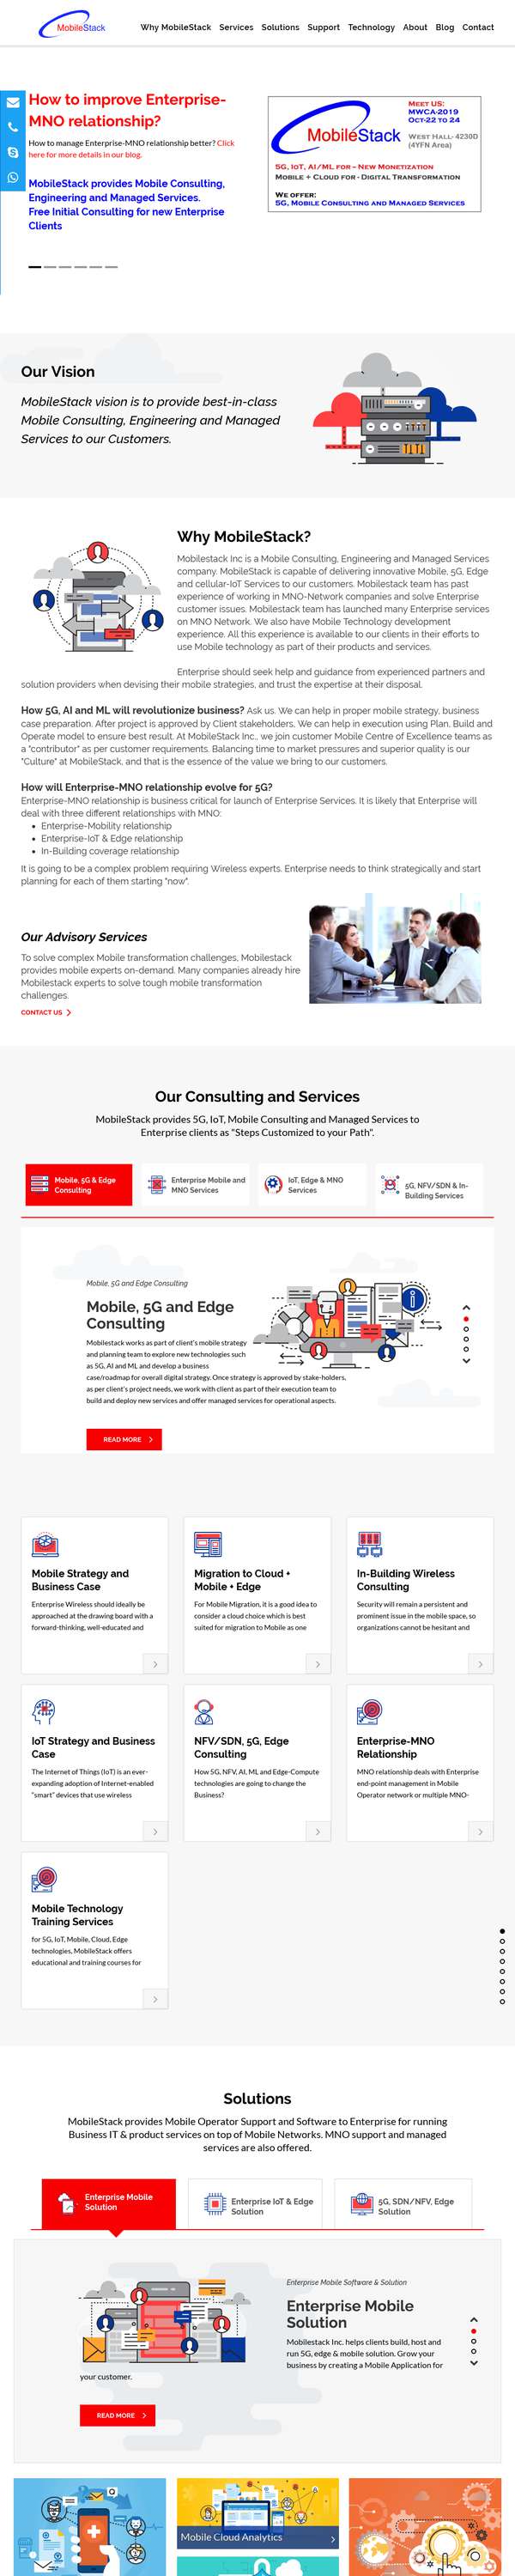 MobileStack
Why MobileStack Services Solutions Support Technology About Blog Contact
How to improve Enterprise-
MNO relationship?
How to manage Enterprise-MNO relationship better? Click
here for more details in our blog.
MobileStack provides Mobile Consulting,
Engineering and Managed Services.
Free Initial Consulting for new Enterprise
Clients
MobileStack
MEET US:
MWCA-2019
OCT-22 TO 24
WEST HALL- 4230D
(4YFN Area)
5G, IOT, AI/ML FOR - NEW MONETIZATION
MOBILE + CLOUD FOR - DIGITAL TRANSFORMATION
WE OFFER:
5G, MOBILE CONSULTING AND MANAGED SERVICES
Our Vision
MobileStack vision is to provide best-in-class
Mobile Consulting, Engineering and Managed
Services to our Customers.
Why MobileStack?
Mobilestack Inc is a Mobile Consulting, Engineering and Managed Services
company. MobileStack is capable of delivering innovative Mobile, 5G, Edge
and cellular-IoT Services to our customers. Mobilestack team has past
experience of working in MNO-Network companies and solve Enterprise
customer issues. Mobilestack team has launched many Enterprise services
on MNO Network. We also have Mobile Technology development
experience. All this experience is available to our clients in their efforts to
use Mobile technology as part of their products and services.
Enterprise should seek help and guidance from experienced partners and
solution providers when devising their mobile strategies, and trust the expertise at their disposal.
How 5G, AI and ML will revolutionize business? Ask us. We can help in proper mobile strategy, business
case preparation. After project is approved by Client stakeholders, We can help in execution using Plan, Build and
Operate model to ensure best result. At MobileStack Inc., we join customer Mobile Centre of Excellence teams as
a "contributor" as per customer requirements. Balancing time to market pressures and superior quality is our
"Culture" at MobileStack, and that is the essence of the value we bring to our customers.
How will Enterprise-MNO relationship evolve for 5G?
Enterprise-MNO relationship is business critical for launch of Enterprise Services. It is likely that Enterprise will
deal with three different relationships with MNO:
• Enterprise-Mobility relationship
• Enterprise-IoT & Edge relationship
• In-Building coverage relationship
It is going to be a complex problem requiring Wireless experts. Enterprise needs to think strategically and start
planning for each of them starting "now".
Our Advisory Services
To solve complex Mobile transformation challenges, Mobilestack
provides mobile experts on-demand. Many companies already hire
Mobilestack experts to solve tough mobile transformation
challenges.
CONTACT US
Our Consulting and Services
MobileStack provides 5G, IoT, Mobile Consulting and Managed Services to
Enterprise clients as "Steps Customized to your Path".
Mobile, 5G & Edge
Consulting
Enterprise Mobile and
MNO Services
IoT, Edge & MNO
Services
5G, NFV/SDN & In-
Building Services
Mobile, 5G and Edge Consulting
Mobile, 5G and Edge
Consulting
Mobilestack works as part of client's mobile strategy
and planning team to explore new technologies such
as 5G, AI and ML and develop a business
case/roadmap for overall digital strategy. Once strategy is approved by stake-holders,
as per client's project needs, we work with client as part of their execution team to
build and deploy new services and offer managed services for operational aspects.
READ MORE
Mobile Strategy and
Business Case
Enterprise Wireless should ideally be
approached at the drawing board with a
forward-thinking, well-educated and
Migration to Cloud +
Mobile + Edge
For Mobile Migration, it is a good idea to
consider a cloud choice which is best
suited for migration to Mobile as one
In-Building Wireless
Consulting
Security will remain a persistent and
prominent issue in the mobile space, so
organizations cannot be hesitant and
IoT Strategy and Business
Case
The Internet of Things (IoT) is an ever-
expanding adoption of Internet-enabled
"smart" devices that use wireless
NFV/SDN, 5G, Edge
Consulting
How 5G, NFV, AI, ML and Edge-Compute
technologies are going to change the
Business?
Enterprise-MNO
Relationship
MNO relationship deals with Enterprise
end-point management in Mobile
Operator network or multiple MNO-
Mobile Technology
Training Services
for 5G, IoT, Mobile, Cloud, Edge
technologies, MobileStack offers
educational and training courses for
Solutions
MobileStack provides Mobile Operator Support and Software to Enterprise for running
Business IT & product services on top of Mobile Networks. MNO support and managed
services are also offered.
Enterprise Mobile
Solution
Enterprise IoT & Edge
Solution
5G, SDN/NFV, Edge
Solution
Enterprise Mobile Software & Solution
Enterprise Mobile
Solution
Mobilestack Inc. helps clients build, host and
run 5G, edge & mobile solution. Grow your
business by creating a Mobile Application for
your customer.
READ MORE
Mobile Cloud Analytics